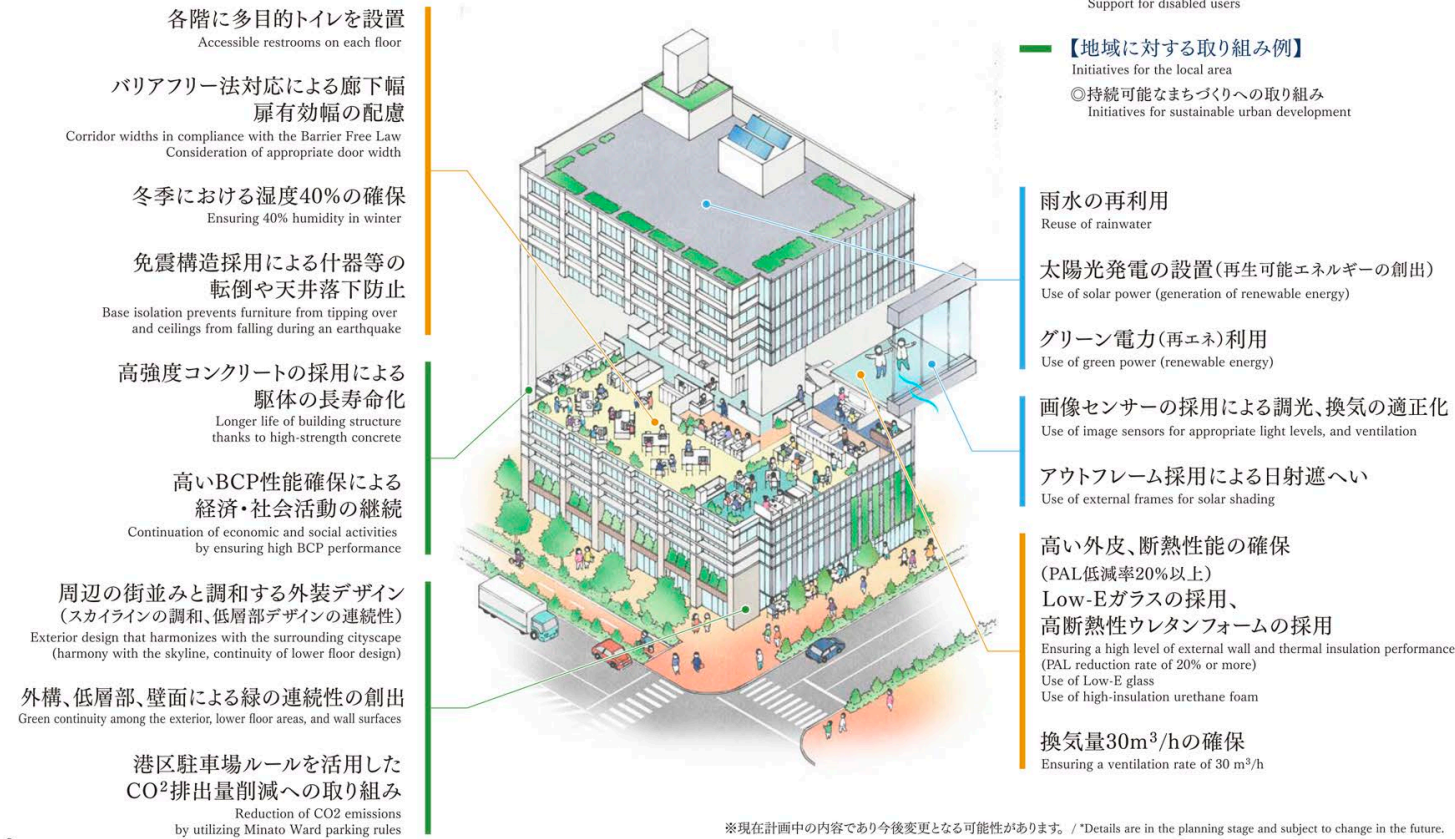 各階に多目的トイレを設置
Accessible restrooms on each floor
バリアフリー法対応による廊下幅
扉有効幅の配慮
Corridor widths in compliance with the Barrier Free Law
Consideration of appropriate door width
冬季における湿度40%の確保
Ensuring 40% humidity in winter
免震構造採用による什器等の
転倒や天井落下防止
Base isolation prevents furniture from tipping over
and ceilings from falling during an earthquake
高強度コンクリートの採用による
駆体の長寿命化
Longer life of building structure
thanks to high-strength concrete
高いBCP性能確保による
経済・社会活動の継続
Continuation of economic and social activities
by ensuring high BCP performance
周辺の街並みと調和する外装デザイン
(スカイラインの調和、低層部デザインの連続性)
Exterior design that harmonizes with the surrounding cityscape
(harmony with the skyline, continuity of lower floor design)
外構、低層部、壁面による緑の連続性の創出
Green continuity among the exterior, lower floor areas, and wall surfaces
港区駐車場ルールを活用した
CO²排出量削減への取り組み
Reduction of CO2 emissions
by utilizing Minato Ward parking rules
Support for disabled users
【地域に対する取り組み例】
Initiatives for the local area
◎持続可能なまちづくりへの取り組み
Initiatives for sustainable urban development
雨水の再利用
Reuse of rainwater
太陽光発電の設置(再生可能エネルギーの創出)
Use of solar power (generation of renewable energy)
グリーン電力(再エネ)利用
Use of green power (renewable energy)
画像センサーの採用による調光、換気の適正化
Use of image sensors for appropriate light levels, and ventilation
アウトフレーム採用による日射遮へい
Use of external frames for solar shading
高い外皮、断熱性能の確保
(PAL低減率20%以上)
Low-Eガラスの採用、
高断熱性ウレタンフォームの採用
Ensuring a high level of external wall and thermal insulation performance
(PAL reduction rate of 20% or more)
Use of Low-E glass
Use of high-insulation urethane foam
換気量30m³/hの確保
Ensuring a ventilation rate of 30 m³/h
※現在計画中の内容であり今後変更となる可能性があります。 / *Details are in the planning stage and subject to change in the future.